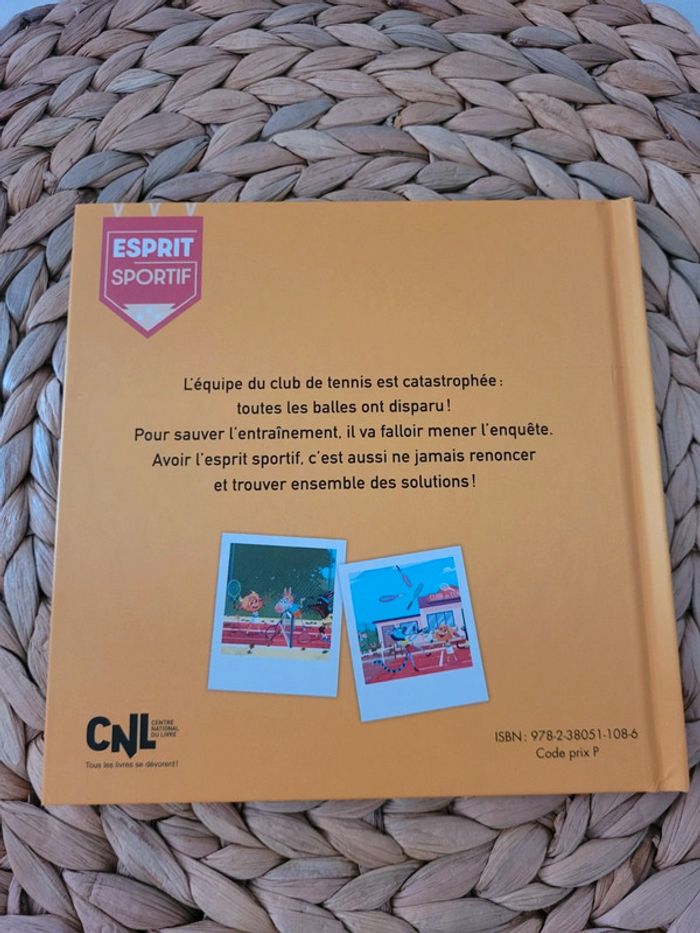 ESPRIT
SPORTIF
L'équipe du club de tennis est catastrophée :
toutes les balles ont disparu !
Pour sauver l'entraînement, il va falloir mener l'enquête.
Avoir l'esprit sportif, c'est aussi ne jamais renoncer
et trouver ensemble des solutions !
CNL
CENTRE
NATIONAL
DU LIVRE
Tous les livres se dévorent !
ISBN : 978-2-38051-108-6
Code prix P